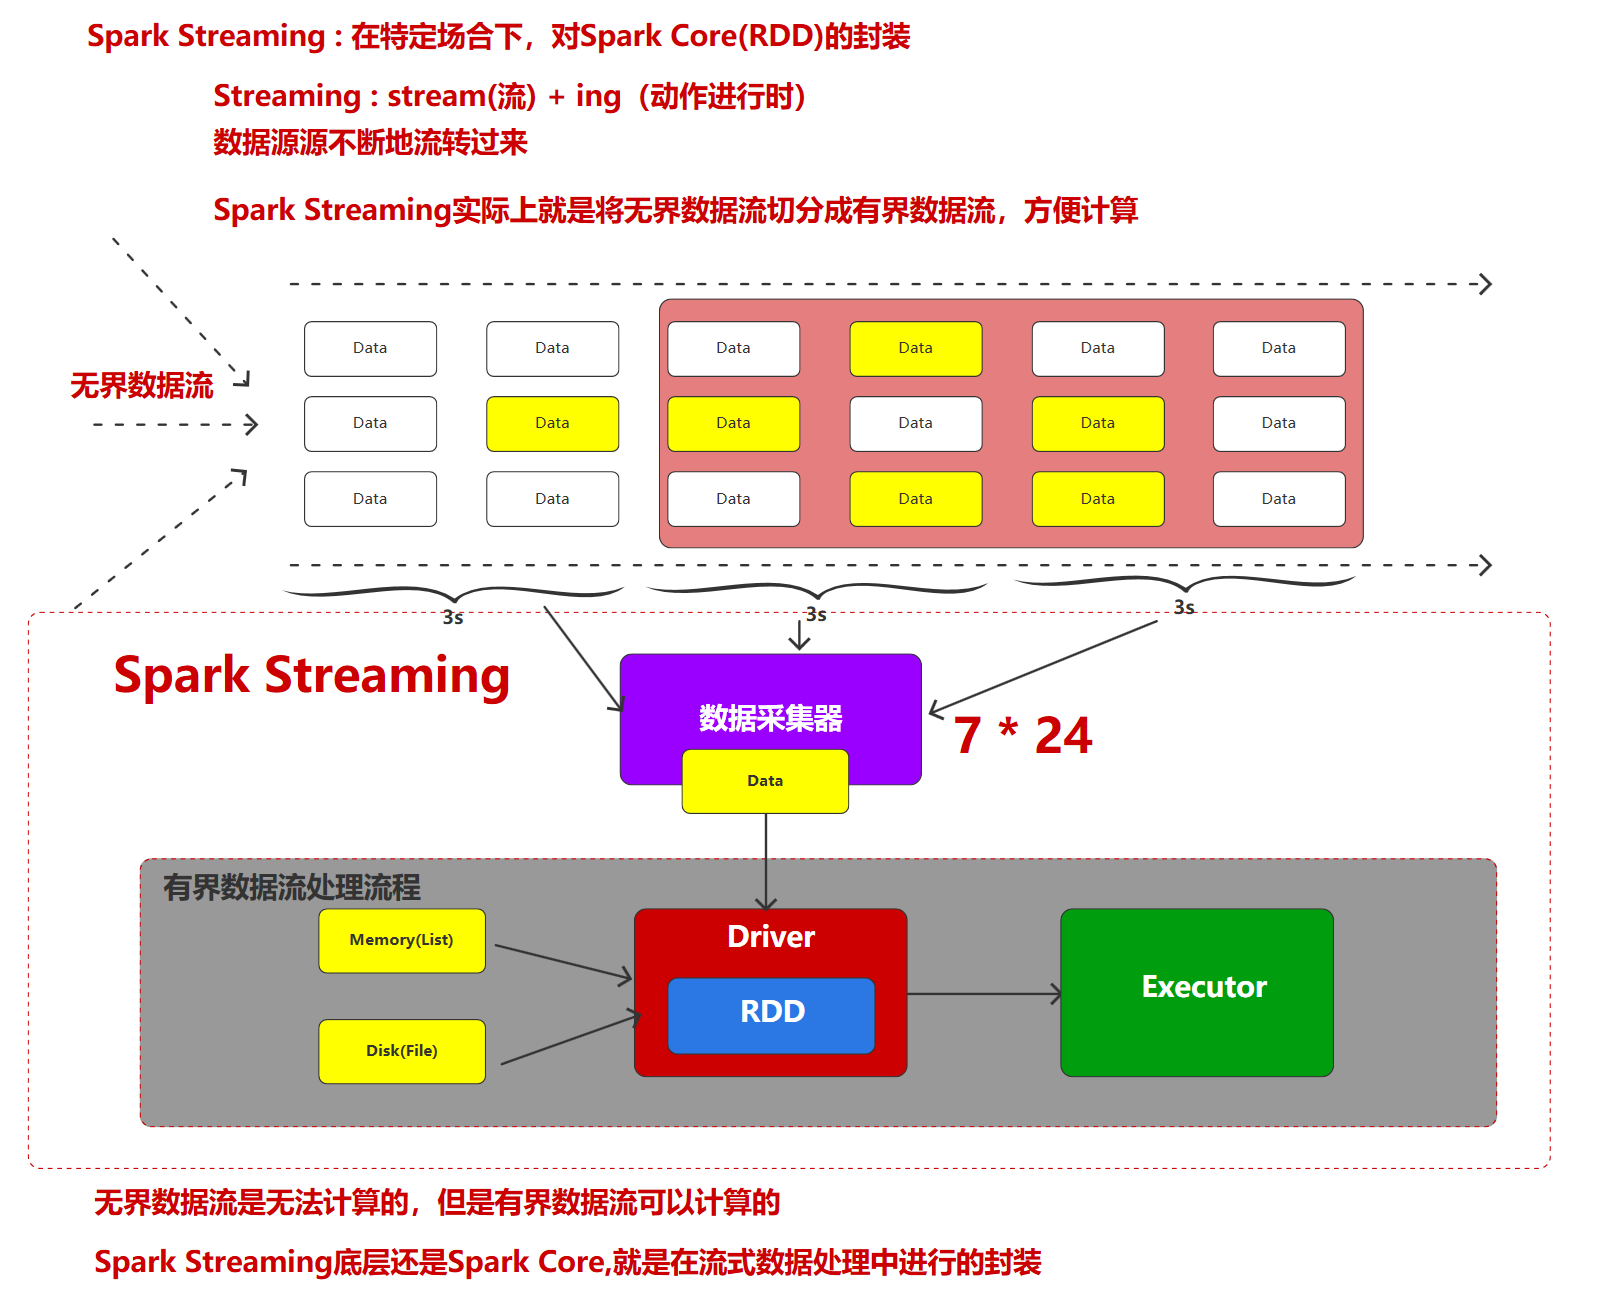 Spark Streaming : 在特定场合下，对Spark Core(RDD)的封装
Streaming : stream(流) + ing（动作进行时）
数据源源不断地流转过来
Spark Streaming实际上就是将无界数据流切分成有界数据流，方便计算
Data Data Data Data Data Data
无界数据流
Data Data Data Data Data Data
Data Data Data Data Data Data
3s 3s 3s
Spark Streaming
数据采集器
7 * 24
Data
有界数据流处理流程
Memory(List)
Driver
Executor
RDD
Disk(File)
无界数据流是无法计算的，但是有界数据流可以计算的
Spark Streaming底层还是Spark Core,就是在流式数据处理中进行的封装